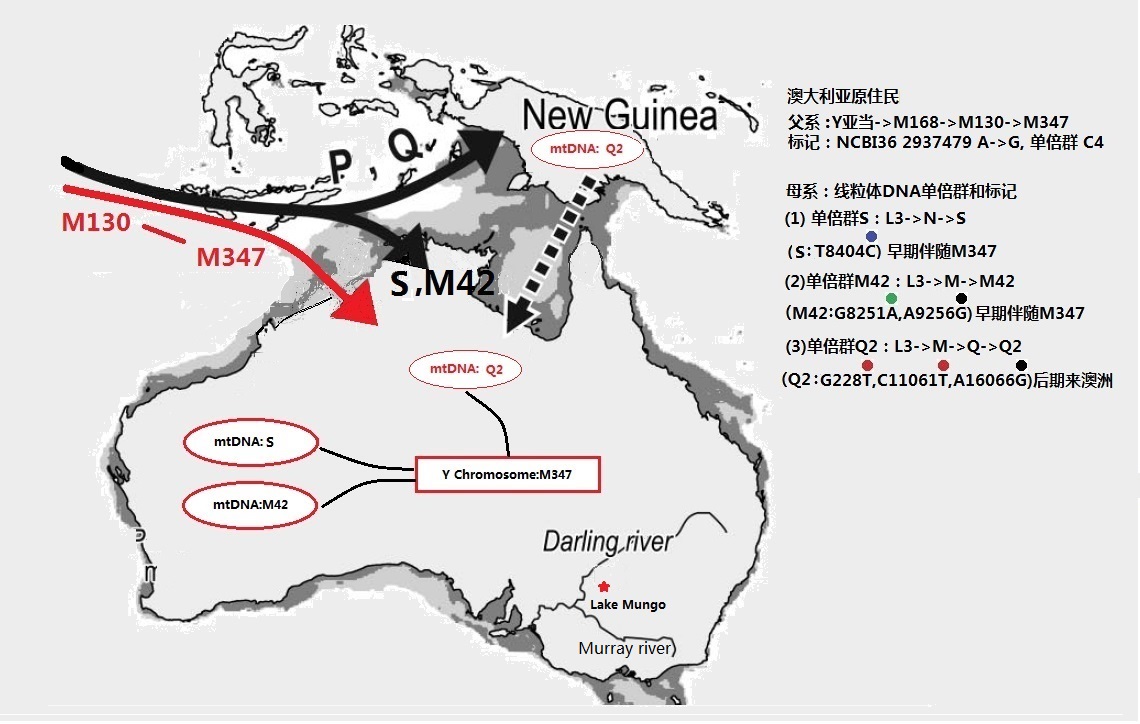 New Guinea
mtDNA: Q2
P , Q
M130
M347
S ,M42
mtDNA: Q2
mtDNA: S
Y Chromosome:M347
mtDNA:M42
Darling river
Lake Mungo
Murray river)
澳大利亚原住民
父系 :Y亚当->M168->M130->M347
标记：NCBI36 2937479 A->G, 单倍群 C4
母系：线粒体DNA单倍群和标记
(1) 单倍群S：L3->N->S
(S: T8404C) 早期伴随M347
(2)单倍群M42：L3->M->M42
(M42:G8251A,A9256G)早期伴随M347
(3)单倍群Q2：L3->M->Q->Q2
(Q2:G228T,C11061T,A16066G)后期来澳洲